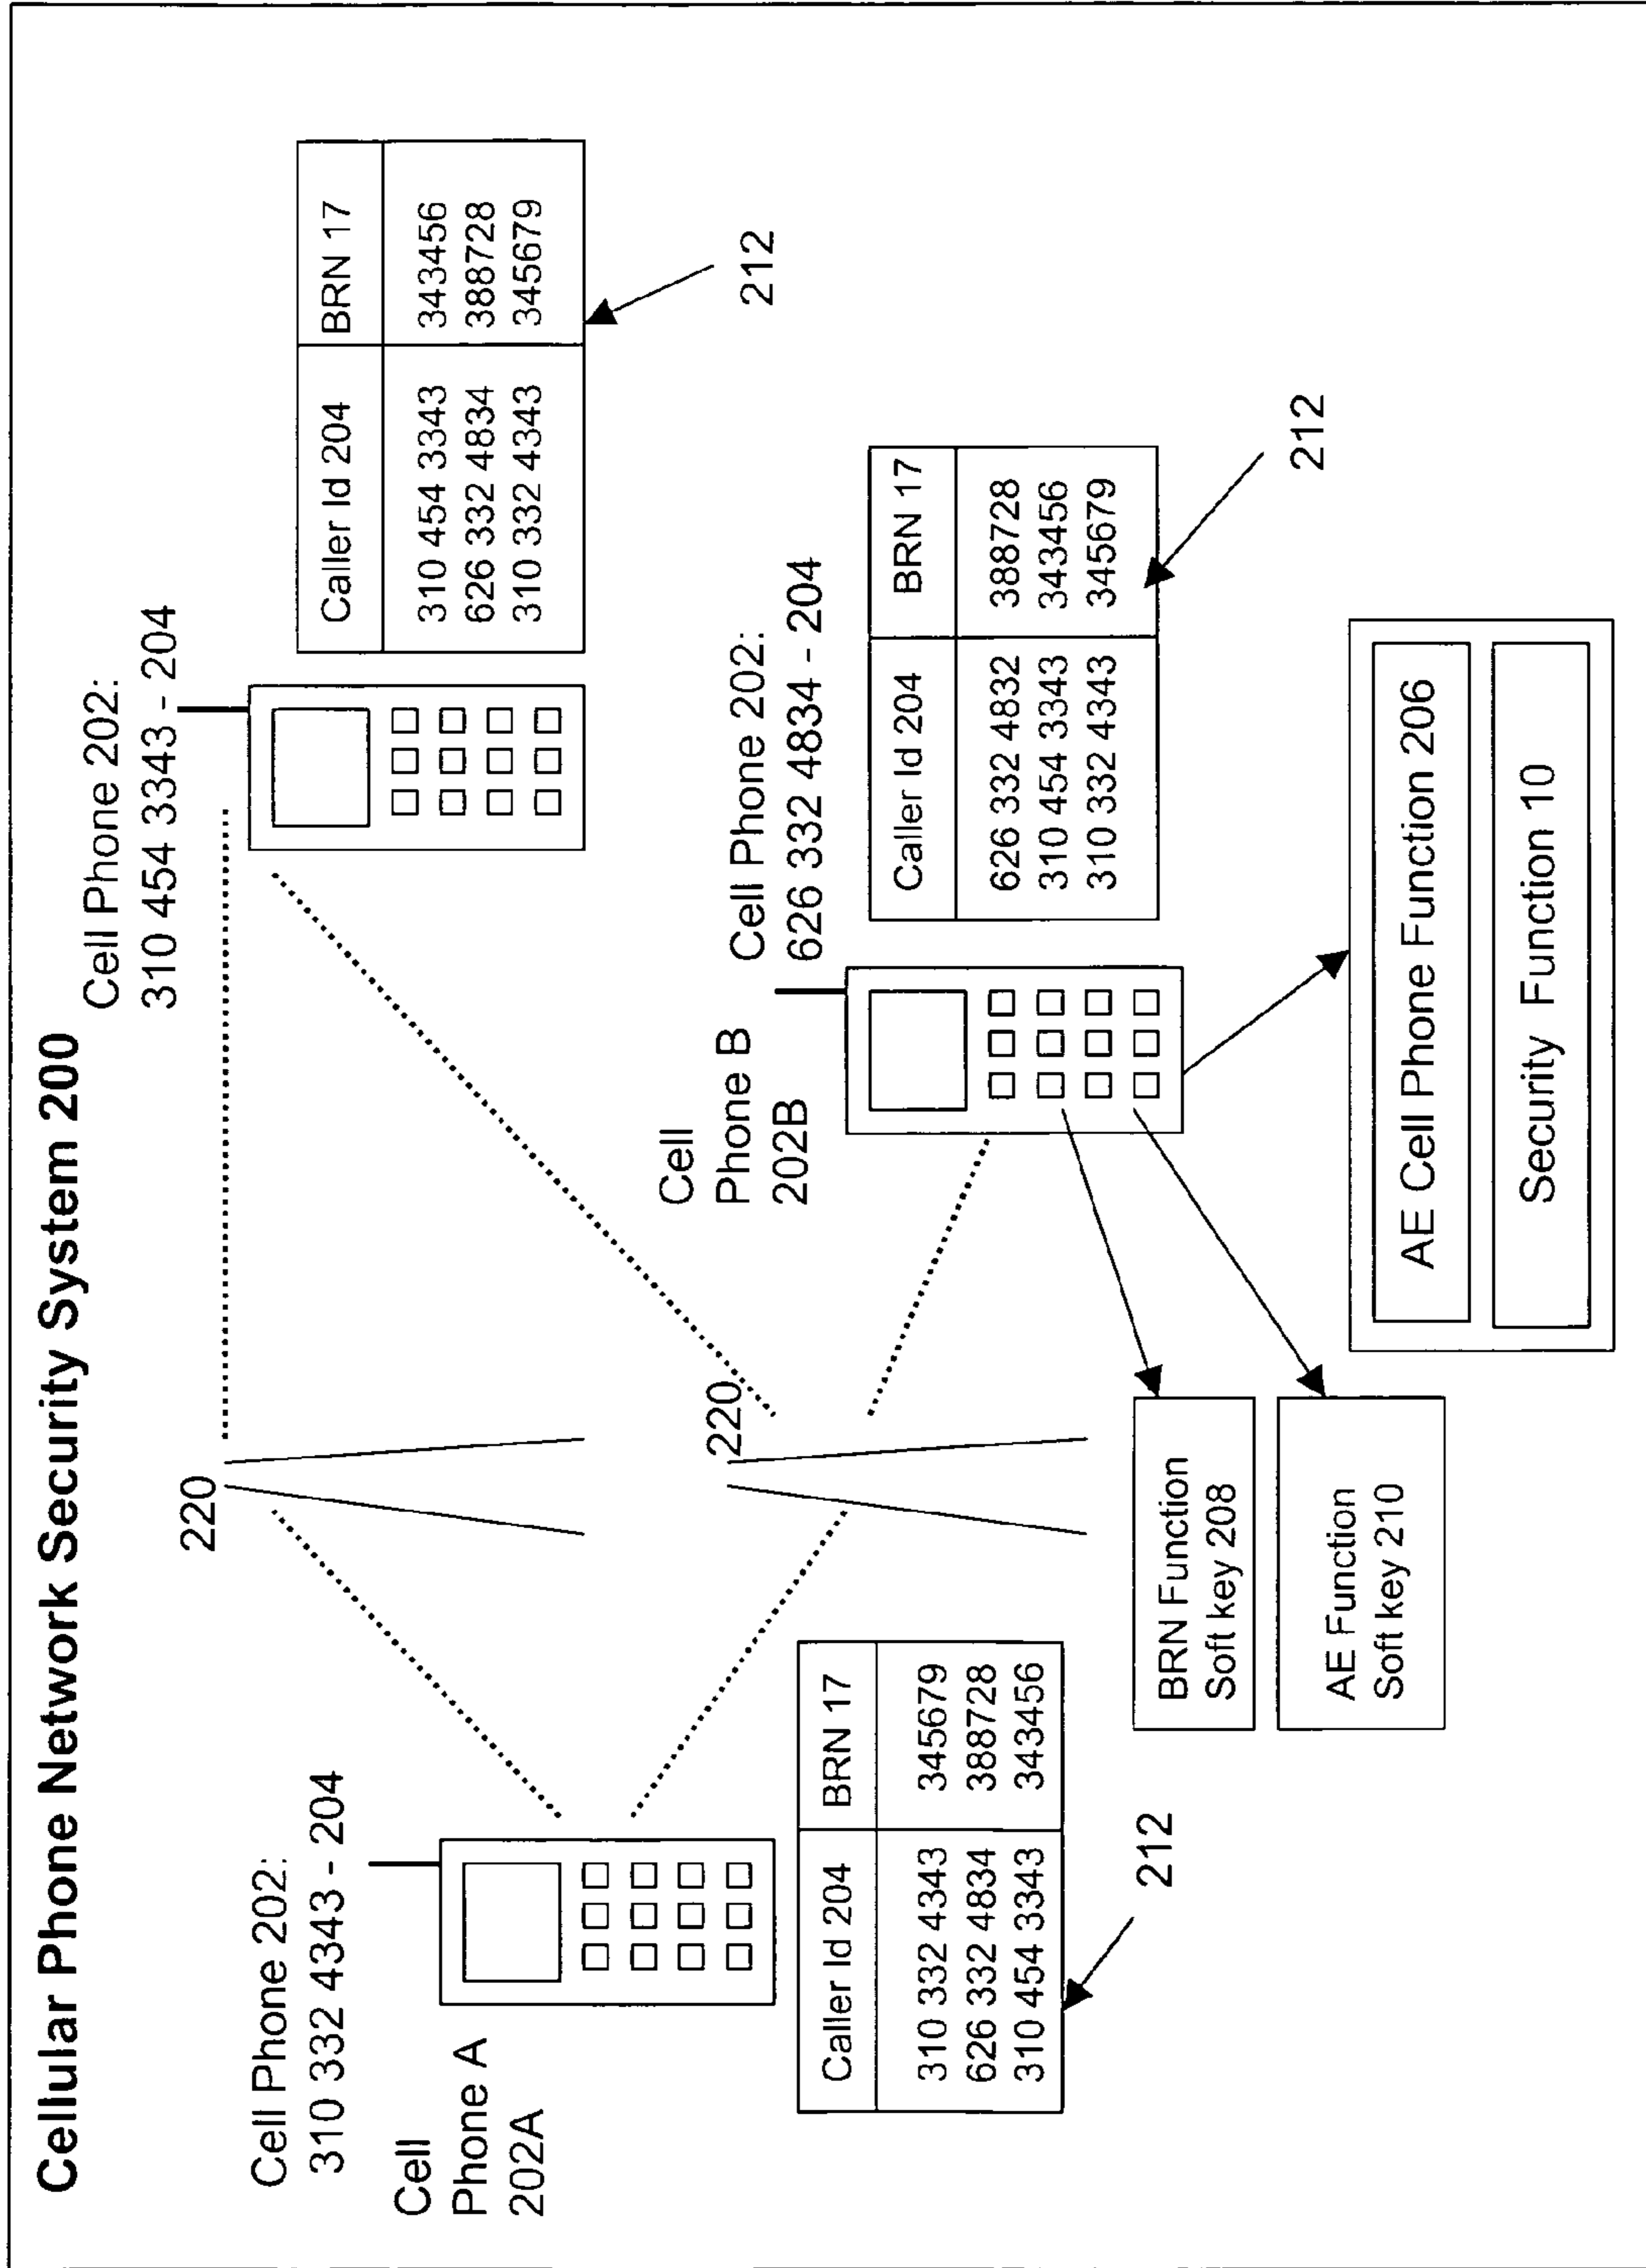 Cellular Phone Network Security System 200
Cell Phone 202:
310 454 3343 - 204
Caller Id 204 BRN 17
310 454 3343 343456
626 332 4834 388728
310 332 4343 345679
212
220
Cell Phone 202:
310 332 4343 - 204
Cell
Phone A
202A
Caller Id 204 BRN 17
310 332 4343 345679
626 332 4834 388728
310 454 3343 343456
212
220
Cell
Phone B
202B
Cell Phone 202:
626 332 4834 - 204
Caller Id 204 BRN 17
626 332 4832 388728
310 454 3343 343456
310 332 4343 345679
212
BRN Function
Soft key 208
AE Function
Soft key 210
AE Cell Phone Function 206
Security Function 10